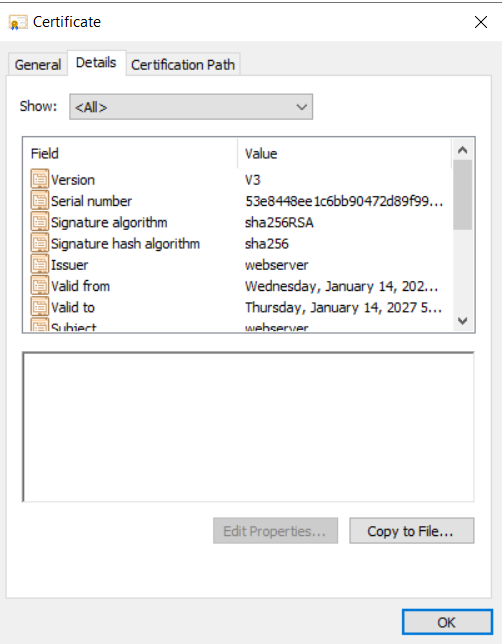 Certificate
General Details Certification Path
Show: <All>
Field Value
Version V3
Serial number 53e8448ee1c6bb90472d89f99...
Signature algorithm sha256RSA
Signature hash algorithm sha256
Issuer webserver
Valid from Wednesday, January 14, 202...
Valid to Thursday, January 14, 2027 5...
Subject webserver
Edit Properties... Copy to File...
OK